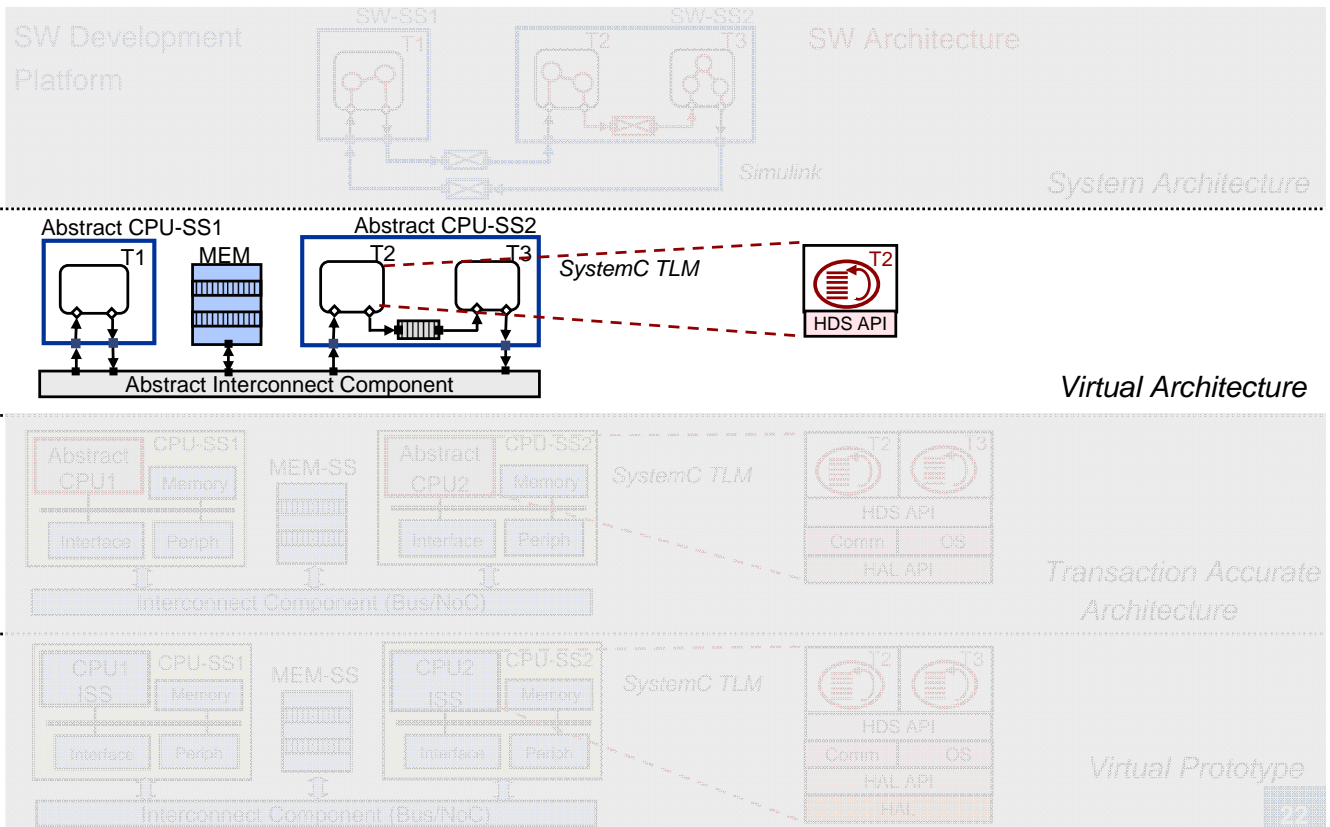 SW-SS1 SW-SS2
SW Development T1 T2 T3 SW Architecture
Platform
Simulink
System Architecture
Abstract CPU-SS1 Abstract CPU-SS2
T1 MEM T2 T3 SystemC TLM T2
HDS API
Abstract Interconnect Component
Virtual Architecture
CPU-SS1 CPU-SS2 T2 T3
Abstract Abstract
MEM-SS SystemC TLM
CPU1 Memory CPU2 Memory
HDS API
Interface Periph Interface Periph Comm OS
HAL API
Transaction Accurate
Interconnect Component (Bus/NoC)
Architecture
CPU1 CPU-SS1 CPU2 CPU-SS2 T2 T3
MEM-SS SystemC TLM
ISS Memory ISS Memory
HDS API
Interface Periph Interface Periph Comm OS
Virtual Prototype
HAL API
Interconnect Component (Bus/NoC) HAL
22